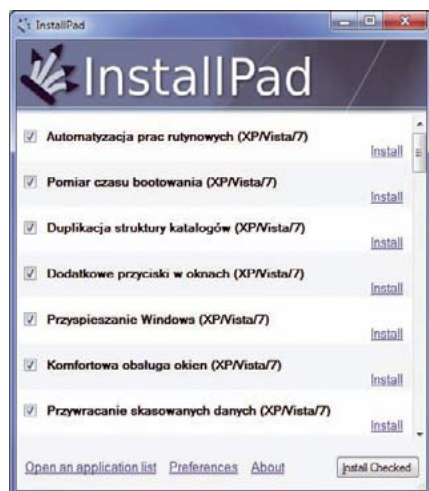 InstallPad
InstallPad
Automatyzacja prac rutynowych (XP/Vista/7)
Install
Pomiar czasu bootowania (XP/Vista/7)
Install
Duplikacja struktury katalogów (XP/Vista/7)
Install
Dodatkowe przyciski w oknach (XP/Vista/7)
Install
Przyspieszanie Windows (XP/Vista/7)
Install
Komfortowa obsługa okien (XP/Vista/7)
Install
Przywracanie skasowanych danych (XP/Vista/7)
Install
Open an application list Preferences About Install Checked